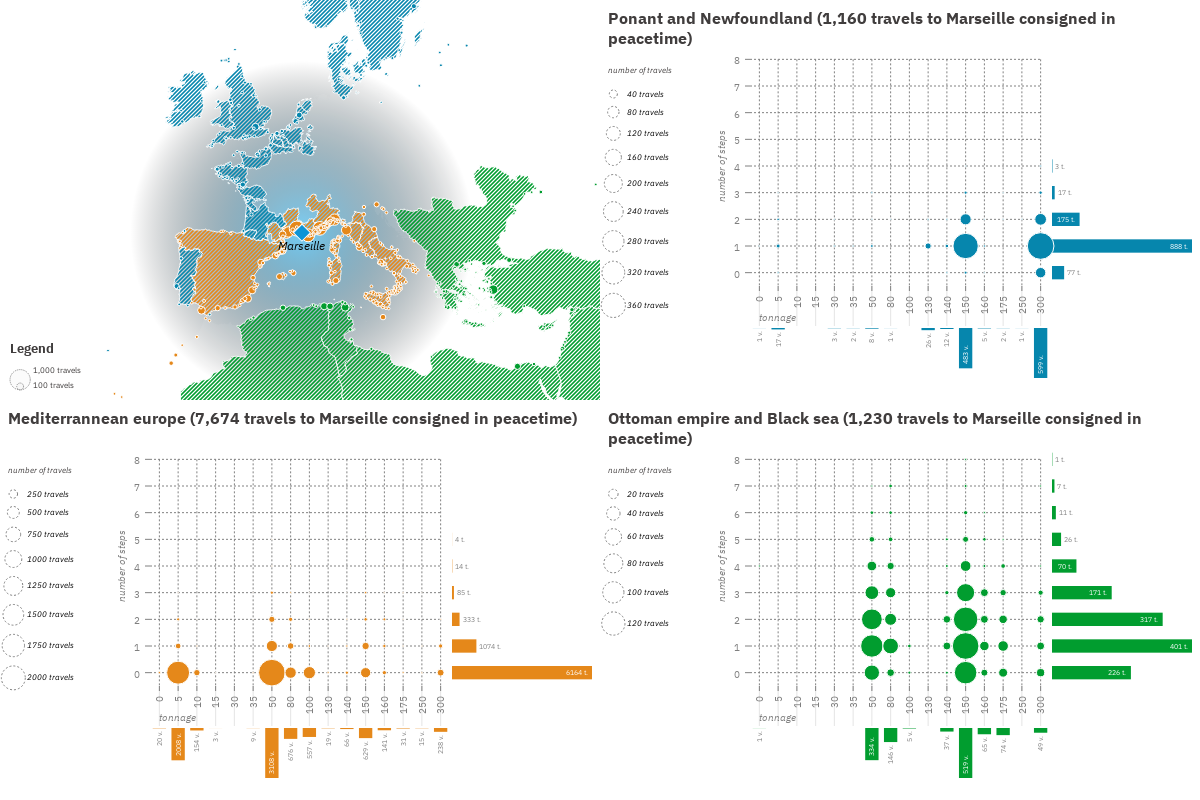 Marseille
Legend
1,000 travels
100 travels
Ponant and Newfoundland (1,160 travels to Marseille consigned in
peacetime)
number of travels
40 travels
80 travels
120 travels
160 travels
200 travels
240 travels
280 travels
320 travels
360 travels
number of steps
8
7
6
5
4
3
2
1
0
3 t.
17 t.
175 t.
888 t.
77 t.
0
5
10
15
30
35
50
80
100
130
140
150
160
175
250
300
tonnage
1 v.
17 v.
3 v.
2 v.
8 v.
1 v.
26 v.
12 v.
483 v.
5 v.
2 v.
1 v.
599 v.
Mediterrannean europe (7,674 travels to Marseille consigned in peacetime)
number of travels
250 travels
500 travels
750 travels
1000 travels
1250 travels
1500 travels
1750 travels
2000 travels
number of steps
8
7
6
5
4
3
2
1
0
4 t.
14 t.
85 t.
333 t.
1074 t.
6164 t.
0
5
10
15
30
35
50
80
100
130
140
150
160
175
250
300
tonnage
20 v.
2008 v.
154 v.
3 v.
9 v.
3108 v.
676 v.
557 v.
19 v.
66 v.
629 v.
141 v.
31 v.
15 v.
238 v.
Ottoman empire and Black sea (1,230 travels to Marseille consigned in
peacetime)
number of travels
20 travels
40 travels
60 travels
80 travels
100 travels
120 travels
number of steps
8
7
6
5
4
3
2
1
0
1 t.
7 t.
11 t.
26 t.
70 t.
171 t.
317 t.
401 t.
226 t.
0
5
10
15
30
35
50
80
100
130
140
150
160
175
250
300
tonnage
1 v.
334 v.
146 v.
5 v.
37 v.
519 v.
65 v.
74 v.
49 v.